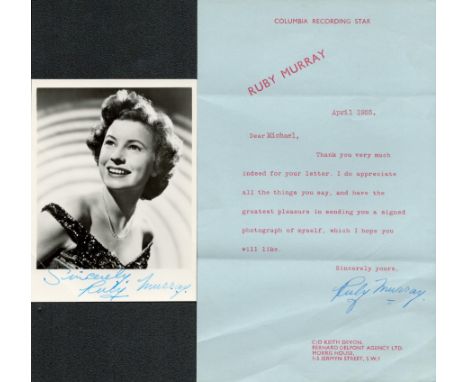 COLUMBIA RECORDING STAR
RUBY MURRAY
April 1955,
Dear Michael,
Thank you very much
indeed for your letter. I do appreciate
all the things you say, and have the
greatest pleasure in sending you a signed
photograph of myself, which I hope you
will like.
Sincerely yours,
Ruby Murray.
C/O KEITH DEVON,
BERNARD DELFONT AGENCY LTD.
MORRIS HOUSE,
1-5 JERMYN STREET, S.W.1
Sincerely
Ruby Murray.